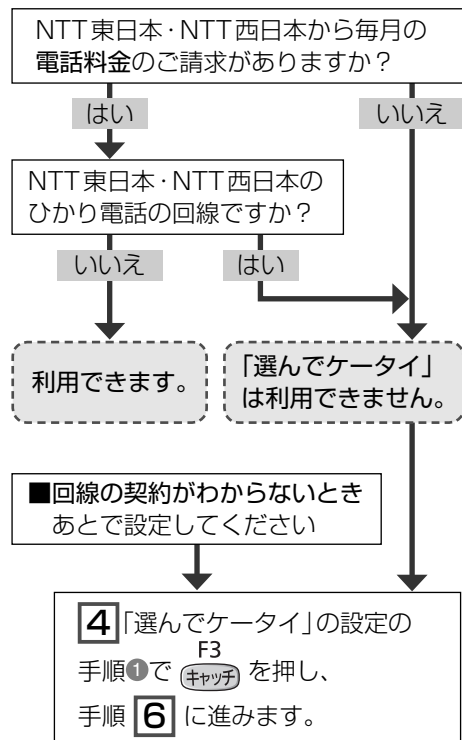 NTT東日本・NTT西日本から毎月の
電話料金のご請求がありますか？
はい
いいえ
NTT東日本・NTT西日本の
ひかり電話の回線ですか？
いいえ
はい
利用できます。
「選んでケータイ」
は利用できません。
■回線の契約がわからないとき
あとで設定してください
4「選んでケータイ」の設定の
F3
手順❶で キャッチ を押し、
手順 6 に進みます。